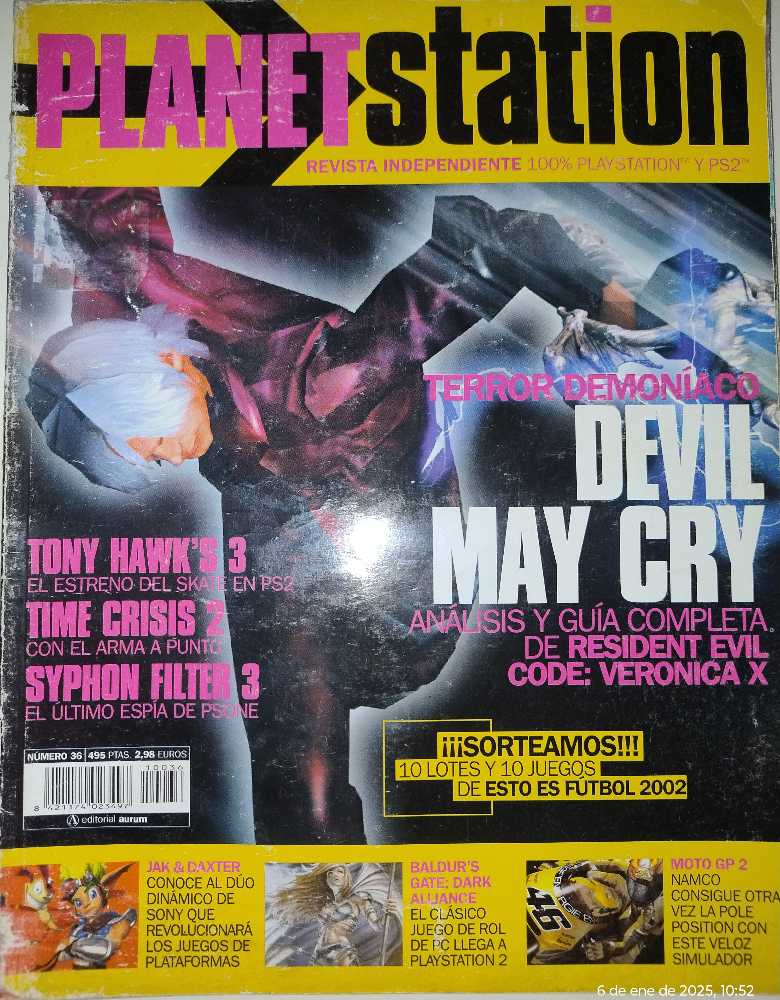 PLANETstation
REVISTA INDEPENDIENTE 100% PLAYSTATION™ Y PS2™
TERROR DEMONÍACO
DEVIL
MAY CRY
ANÁLISIS Y GUÍA COMPLETA
DE RESIDENT EVIL
CODE: VERONICA X
TONY HAWK'S 3
EL ESTRENO DEL SKATE EN PS2
TIME CRISIS 2
CON EL ARMA A PUNTO
SYPHON FILTER 3
EL ÚLTIMO ESPÍA DE PSONE
¡¡¡SORTEAMOS!!!
10 LOTES Y 10 JUEGOS
DE ESTO ES FÚTBOL 2002
NÚMERO 36 495 PTAS. 2,98 EUROS
10036
8 421174 023497
editorial aurum
JAK & DAXTER
CONOCE AL DÚO
DINÁMICO DE
SONY QUE
REVOLUCIONARÁ
LOS JUEGOS DE
PLATAFORMAS
BALDUR'S
GATE: DARK
ALLIANCE
EL CLÁSICO
JUEGO DE ROL
DE PC LLEGA A
PLAYSTATION 2
46
MOTO GP 2
NAMCO
CONSIGUE OTRA
VEZ LA POLE
POSITION CON
ESTE VELOZ
SIMULADOR
6 de ene de 2025, 10:52